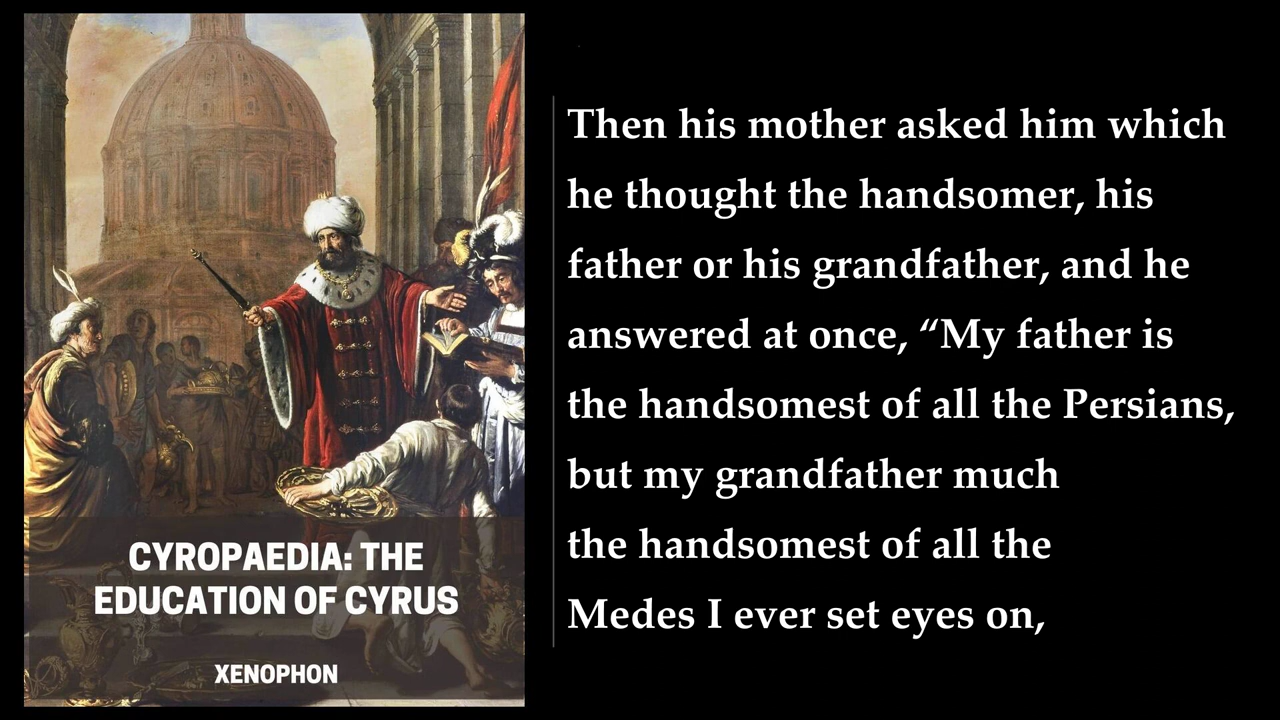 CYROPAEDIA: THE
EDUCATION OF CYRUS
XENOPHON
Then his mother asked him which
he thought the handsomer, his
father or his grandfather, and he
answered at once, “My father is
the handsomest of all the Persians,
but my grandfather much
the handsomest of all the
Medes I ever set eyes on,